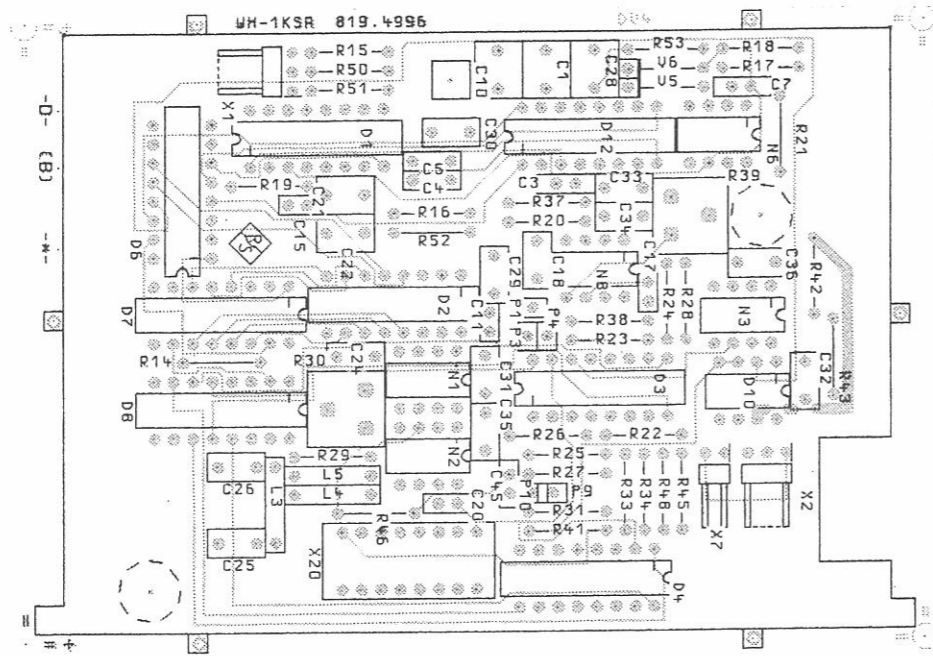 WH-1KSA 819.4996
R15
R50
R51
X1
D1
C10
C1
C28
R53
V6
V5
R18
R17
C7
-D-
(B)
-*-
C30
D12
N6
R21
C5
C4
R19
C21
C15
R16
R52
C3
R37
R20
C33
C34
R39
D6
C22
C29
C18
N8
C17
C36
R42
D7
D2
C11
P1
P3
P4
R38
R23
R24
R28
N3
R14
R30
C24
N1
C31
D3
D10
C32
R43
D8
N2
C35
R26
R22
R29
L5
L4
L3
C26
C25
R25
R27
C45
P10
P9
R31
R41
R33
R34
R48
R45
X7
X2
C20
R46
X20
D4